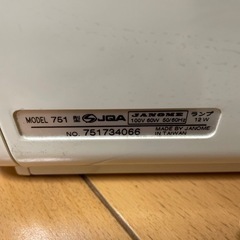 MODEL 751 型 JQA JANOME ランプ
100V 60W 50/60Hz 12W
NO. 751734066 MADE BY JANOME
IN TAIWAN